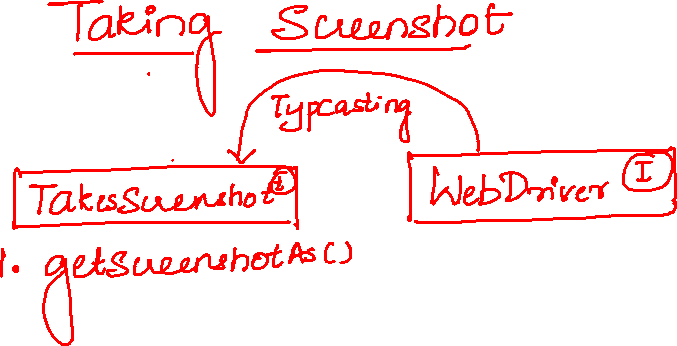 Taking Screenshot
Typcasting
TakesScreenshot I
WebDriver I
1. getScreenshotAs()